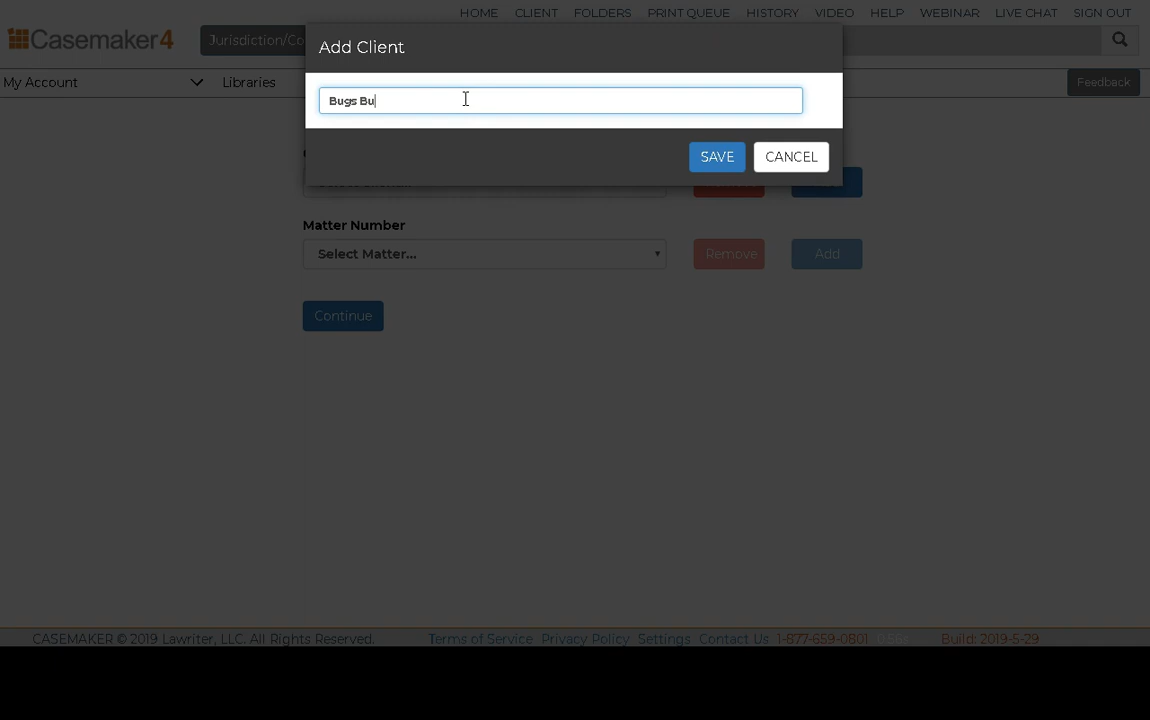 HOME CLIENT FOLDERS PRINT QUEUE HISTORY VIDEO HELP WEBINAR LIVE CHAT SIGN OUT
Casemaker4 Jurisdiction/Co
Add Client
My Account Libraries Feedback
Bugs Bu
SAVE CANCEL
Matter Number
Select Matter... Remove Add
Continue
CASEMAKER © 2019 Lawriter, LLC. All Rights Reserved. Terms of Service Privacy Policy Settings Contact Us 1-877-659-0801 Build: 2019-5-29